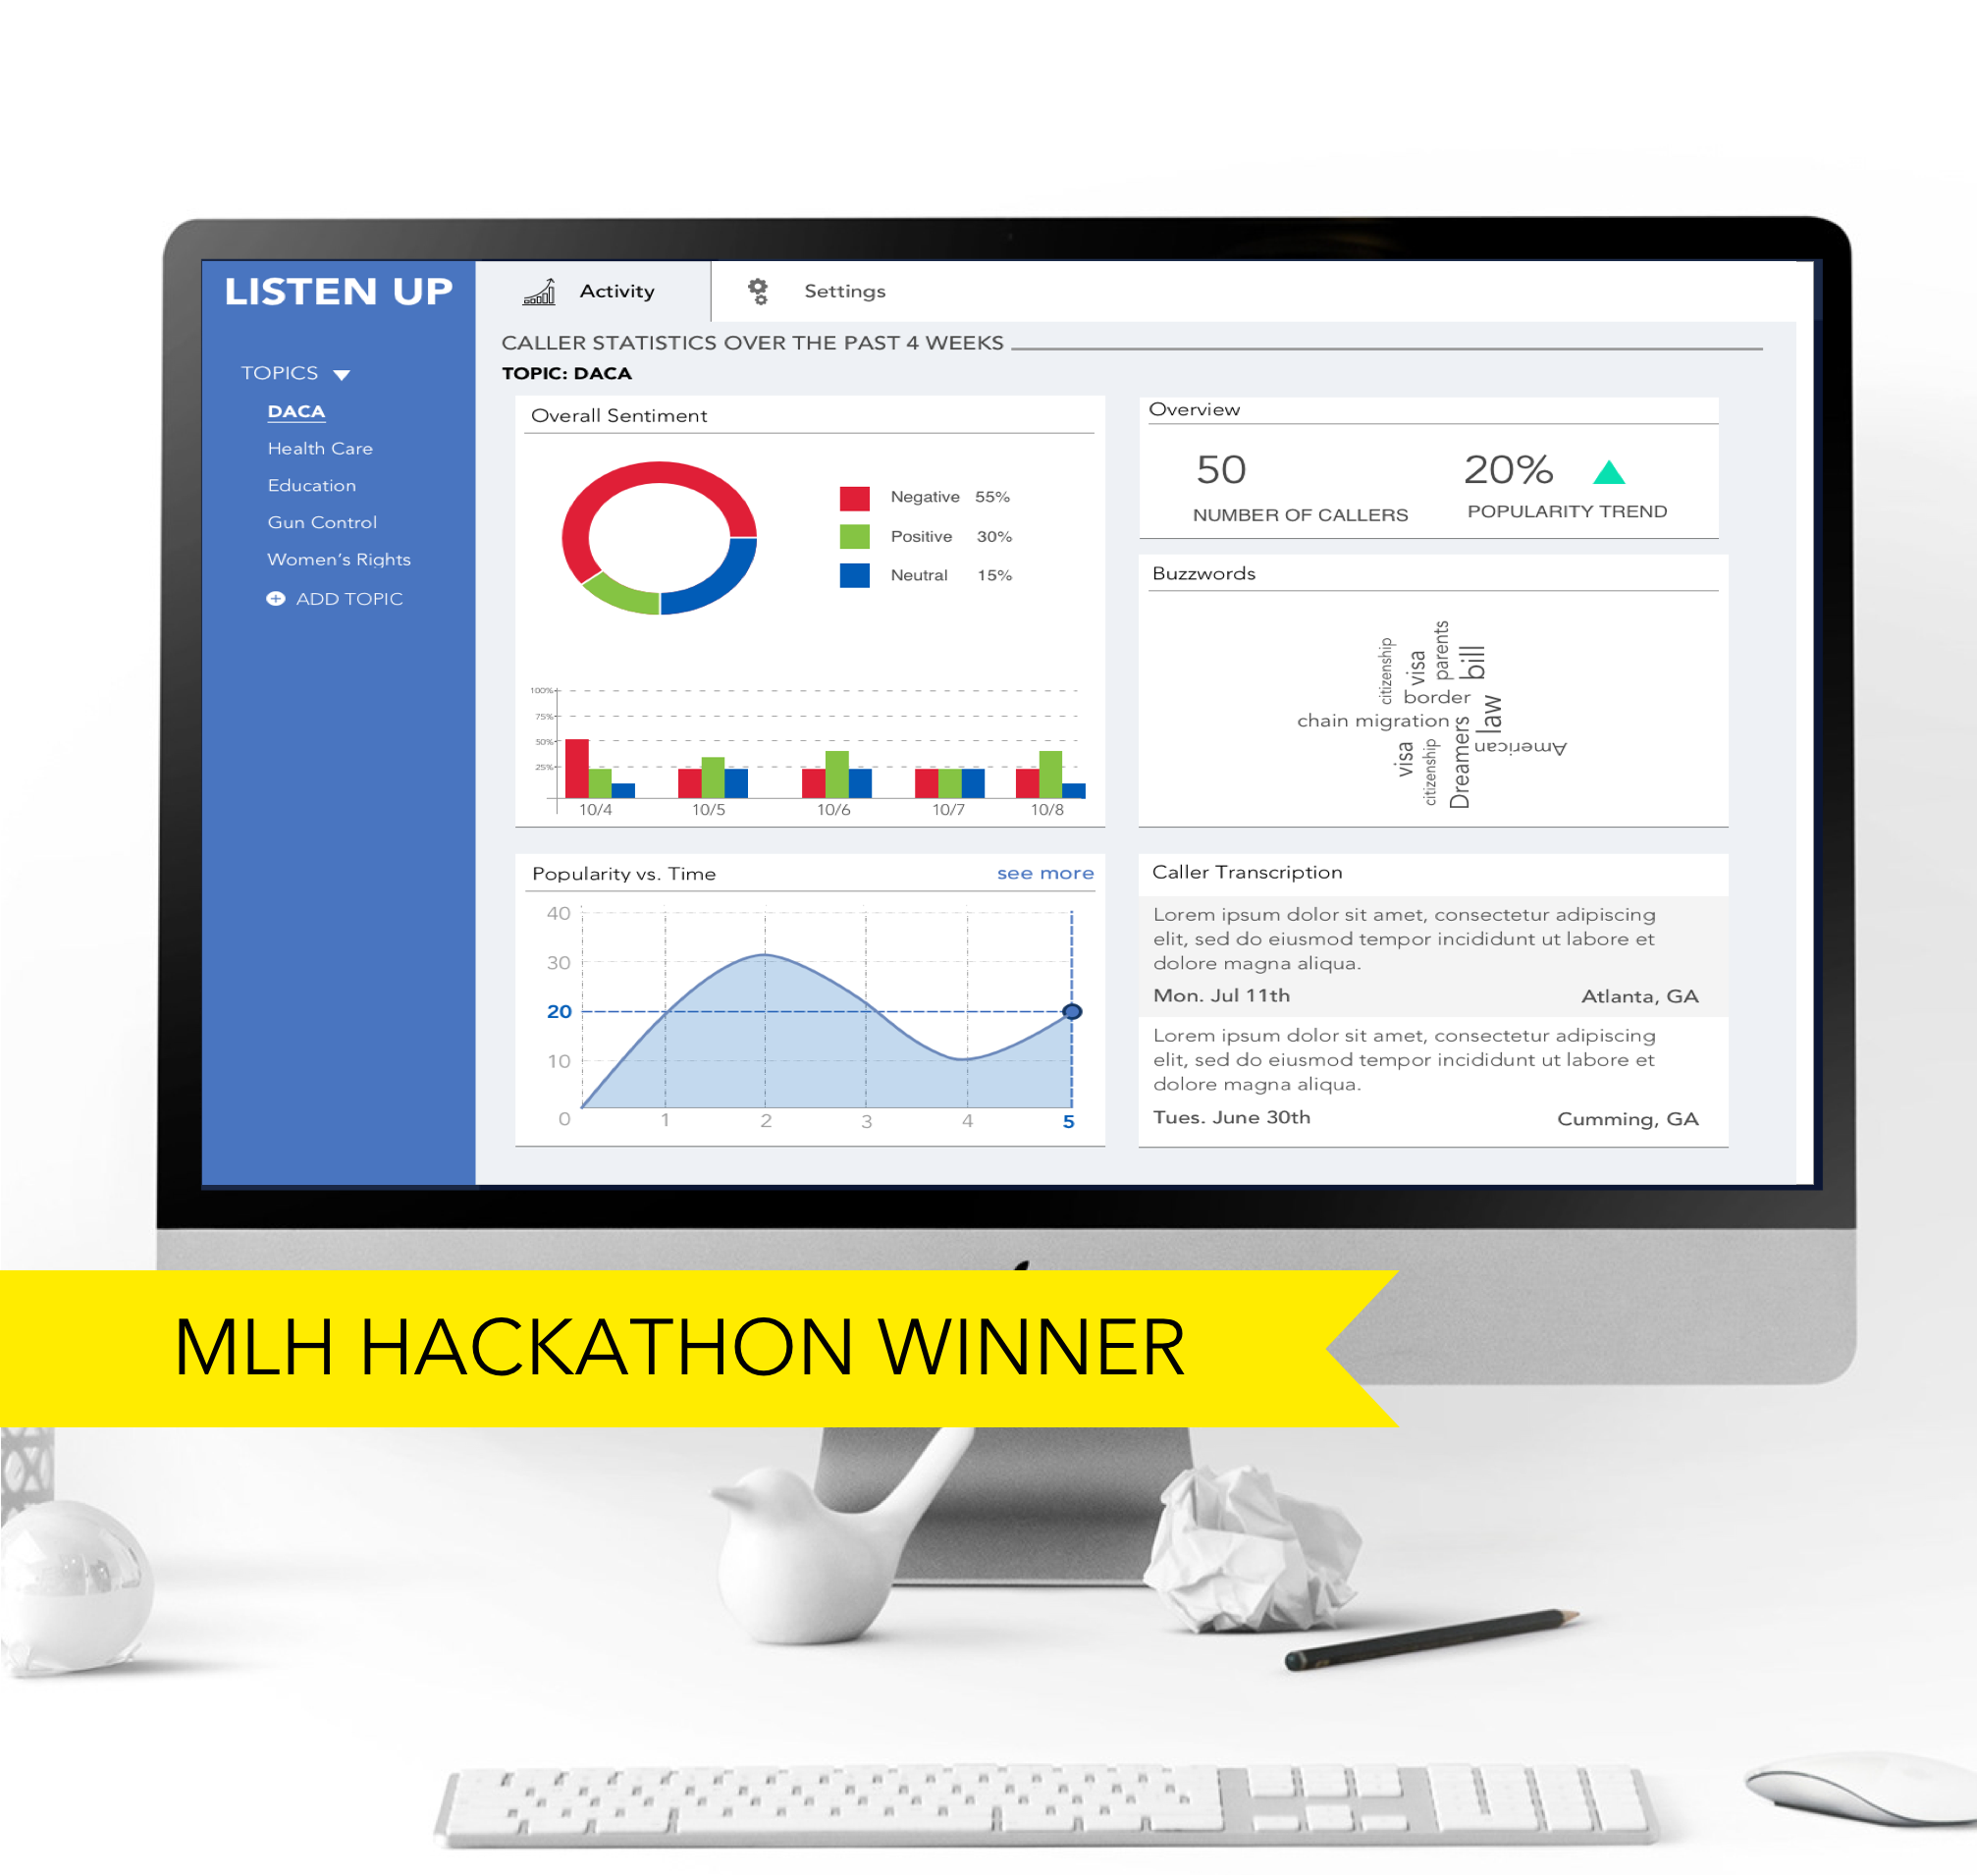 LISTEN UP
TOPICS
DACA
Health Care
Education
Gun Control
Women's Rights
ADD TOPIC
Activity
Settings
CALLER STATISTICS OVER THE PAST 4 WEEKS
TOPIC: DACA
Overall Sentiment
Negative 55%
Positive 30%
Neutral 15%
100%
75%
50%
25%
10/4 10/5 10/6 10/7 10/8
Overview
50
NUMBER OF CALLERS
20%
POPULARITY TREND
Buzzwords
citizenship
visa
parents
bill
border
chain migration
law
visa
citizenship
Dreamers
American
Popularity vs. Time
see more
40
30
20
10
0 1 2 3 4 5
Caller Transcription
Lorem ipsum dolor sit amet, consectetur adipiscing
elit, sed do eiusmod tempor incididunt ut labore et
dolore magna aliqua.
Mon. Jul 11th Atlanta, GA
Lorem ipsum dolor sit amet, consectetur adipiscing
elit, sed do eiusmod tempor incididunt ut labore et
dolore magna aliqua.
Tues. June 30th Cumming, GA
MLH HACKATHON WINNER